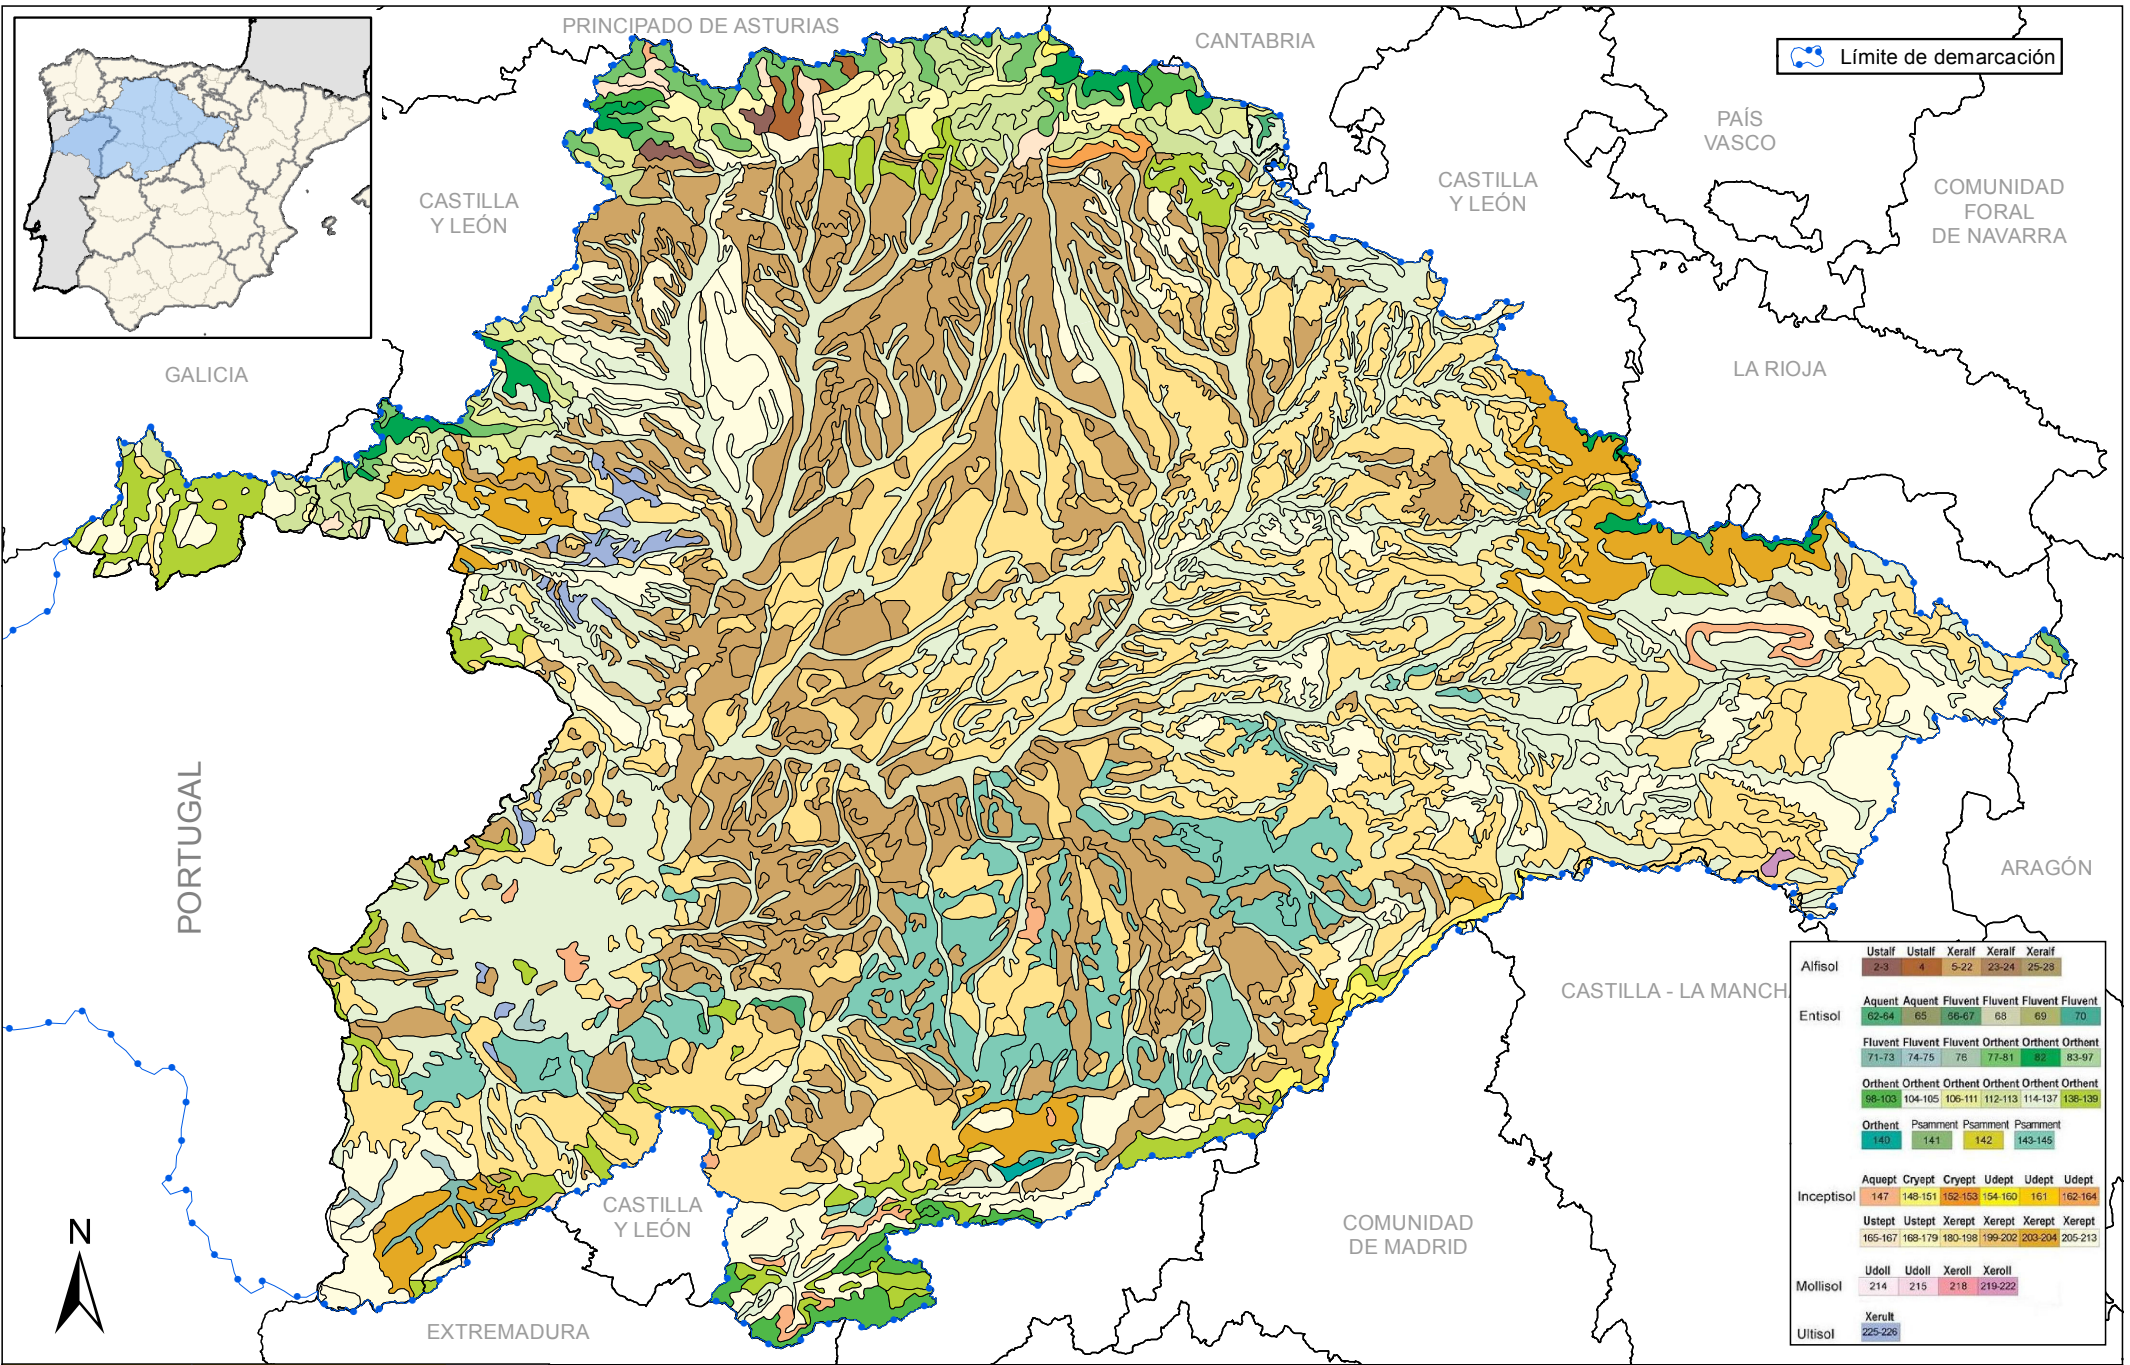 PRINCIPADO DE ASTURIAS
CANTABRIA
Límite de demarcación
PAÍS
VASCO
CASTILLA
Y LEÓN
CASTILLA
Y LEÓN
COMUNIDAD
FORAL
DE NAVARRA
GALICIA
LA RIOJA
PORTUGAL
ARAGÓN
CASTILLA - LA MANCHA
CASTILLA
Y LEÓN
COMUNIDAD
DE MADRID
EXTREMADURA
N
Ustalf Ustalf Xeralf Xeralf Xeralf
Alfisol 2-3 4 5-22 23-24 25-28
Aquent Aquent Fluvent Fluvent Fluvent Fluvent
Entisol 62-64 65 66-67 68 69 70
Fluvent Fluvent Fluvent Orthent Orthent Orthent
71-73 74-75 76 77-81 82 83-97
Orthent Orthent Orthent Orthent Orthent Orthent
98-103 104-105 106-111 112-113 114-137 138-139
Orthent Psamment Psamment Psamment
140 141 142 143-145
Aquept Cryept Cryept Udept Udept Udept
Inceptisol 147 148-151 152-153 154-160 161 162-164
Ustept Ustept Xerept Xerept Xerept Xerept
165-167 168-179 180-198 199-202 203-204 205-213
Udoll Udoll Xeroll Xeroll
Mollisol 214 215 218 219-222
Xerult
Ultisol 225-226